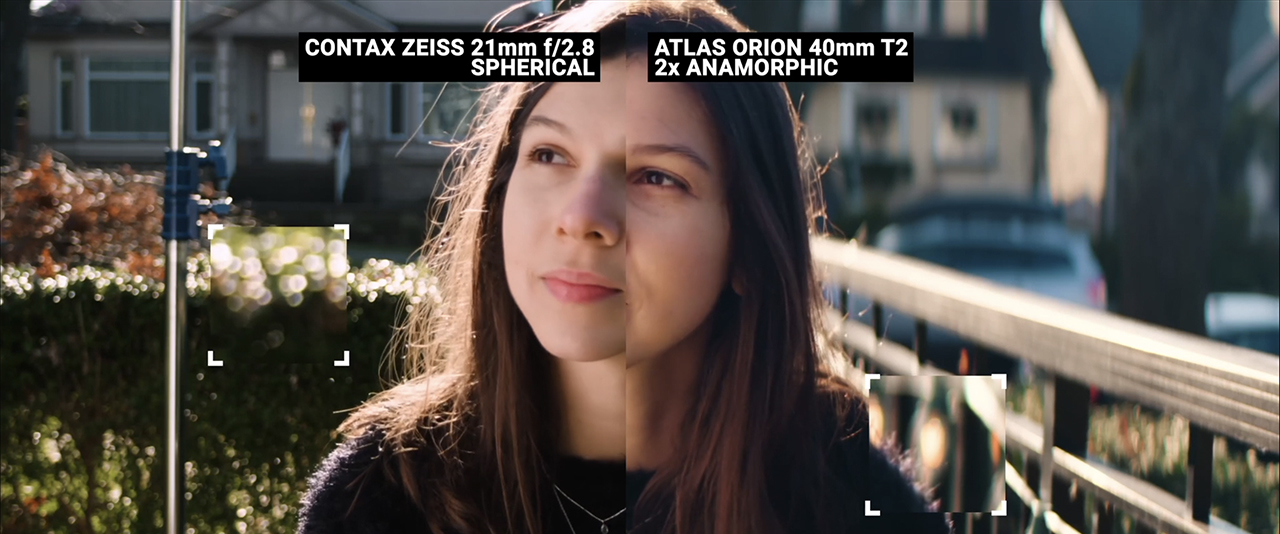 CONTAX ZEISS 21mm f/2.8
SPHERICAL
ATLAS ORION 40mm T2
2x ANAMORPHIC